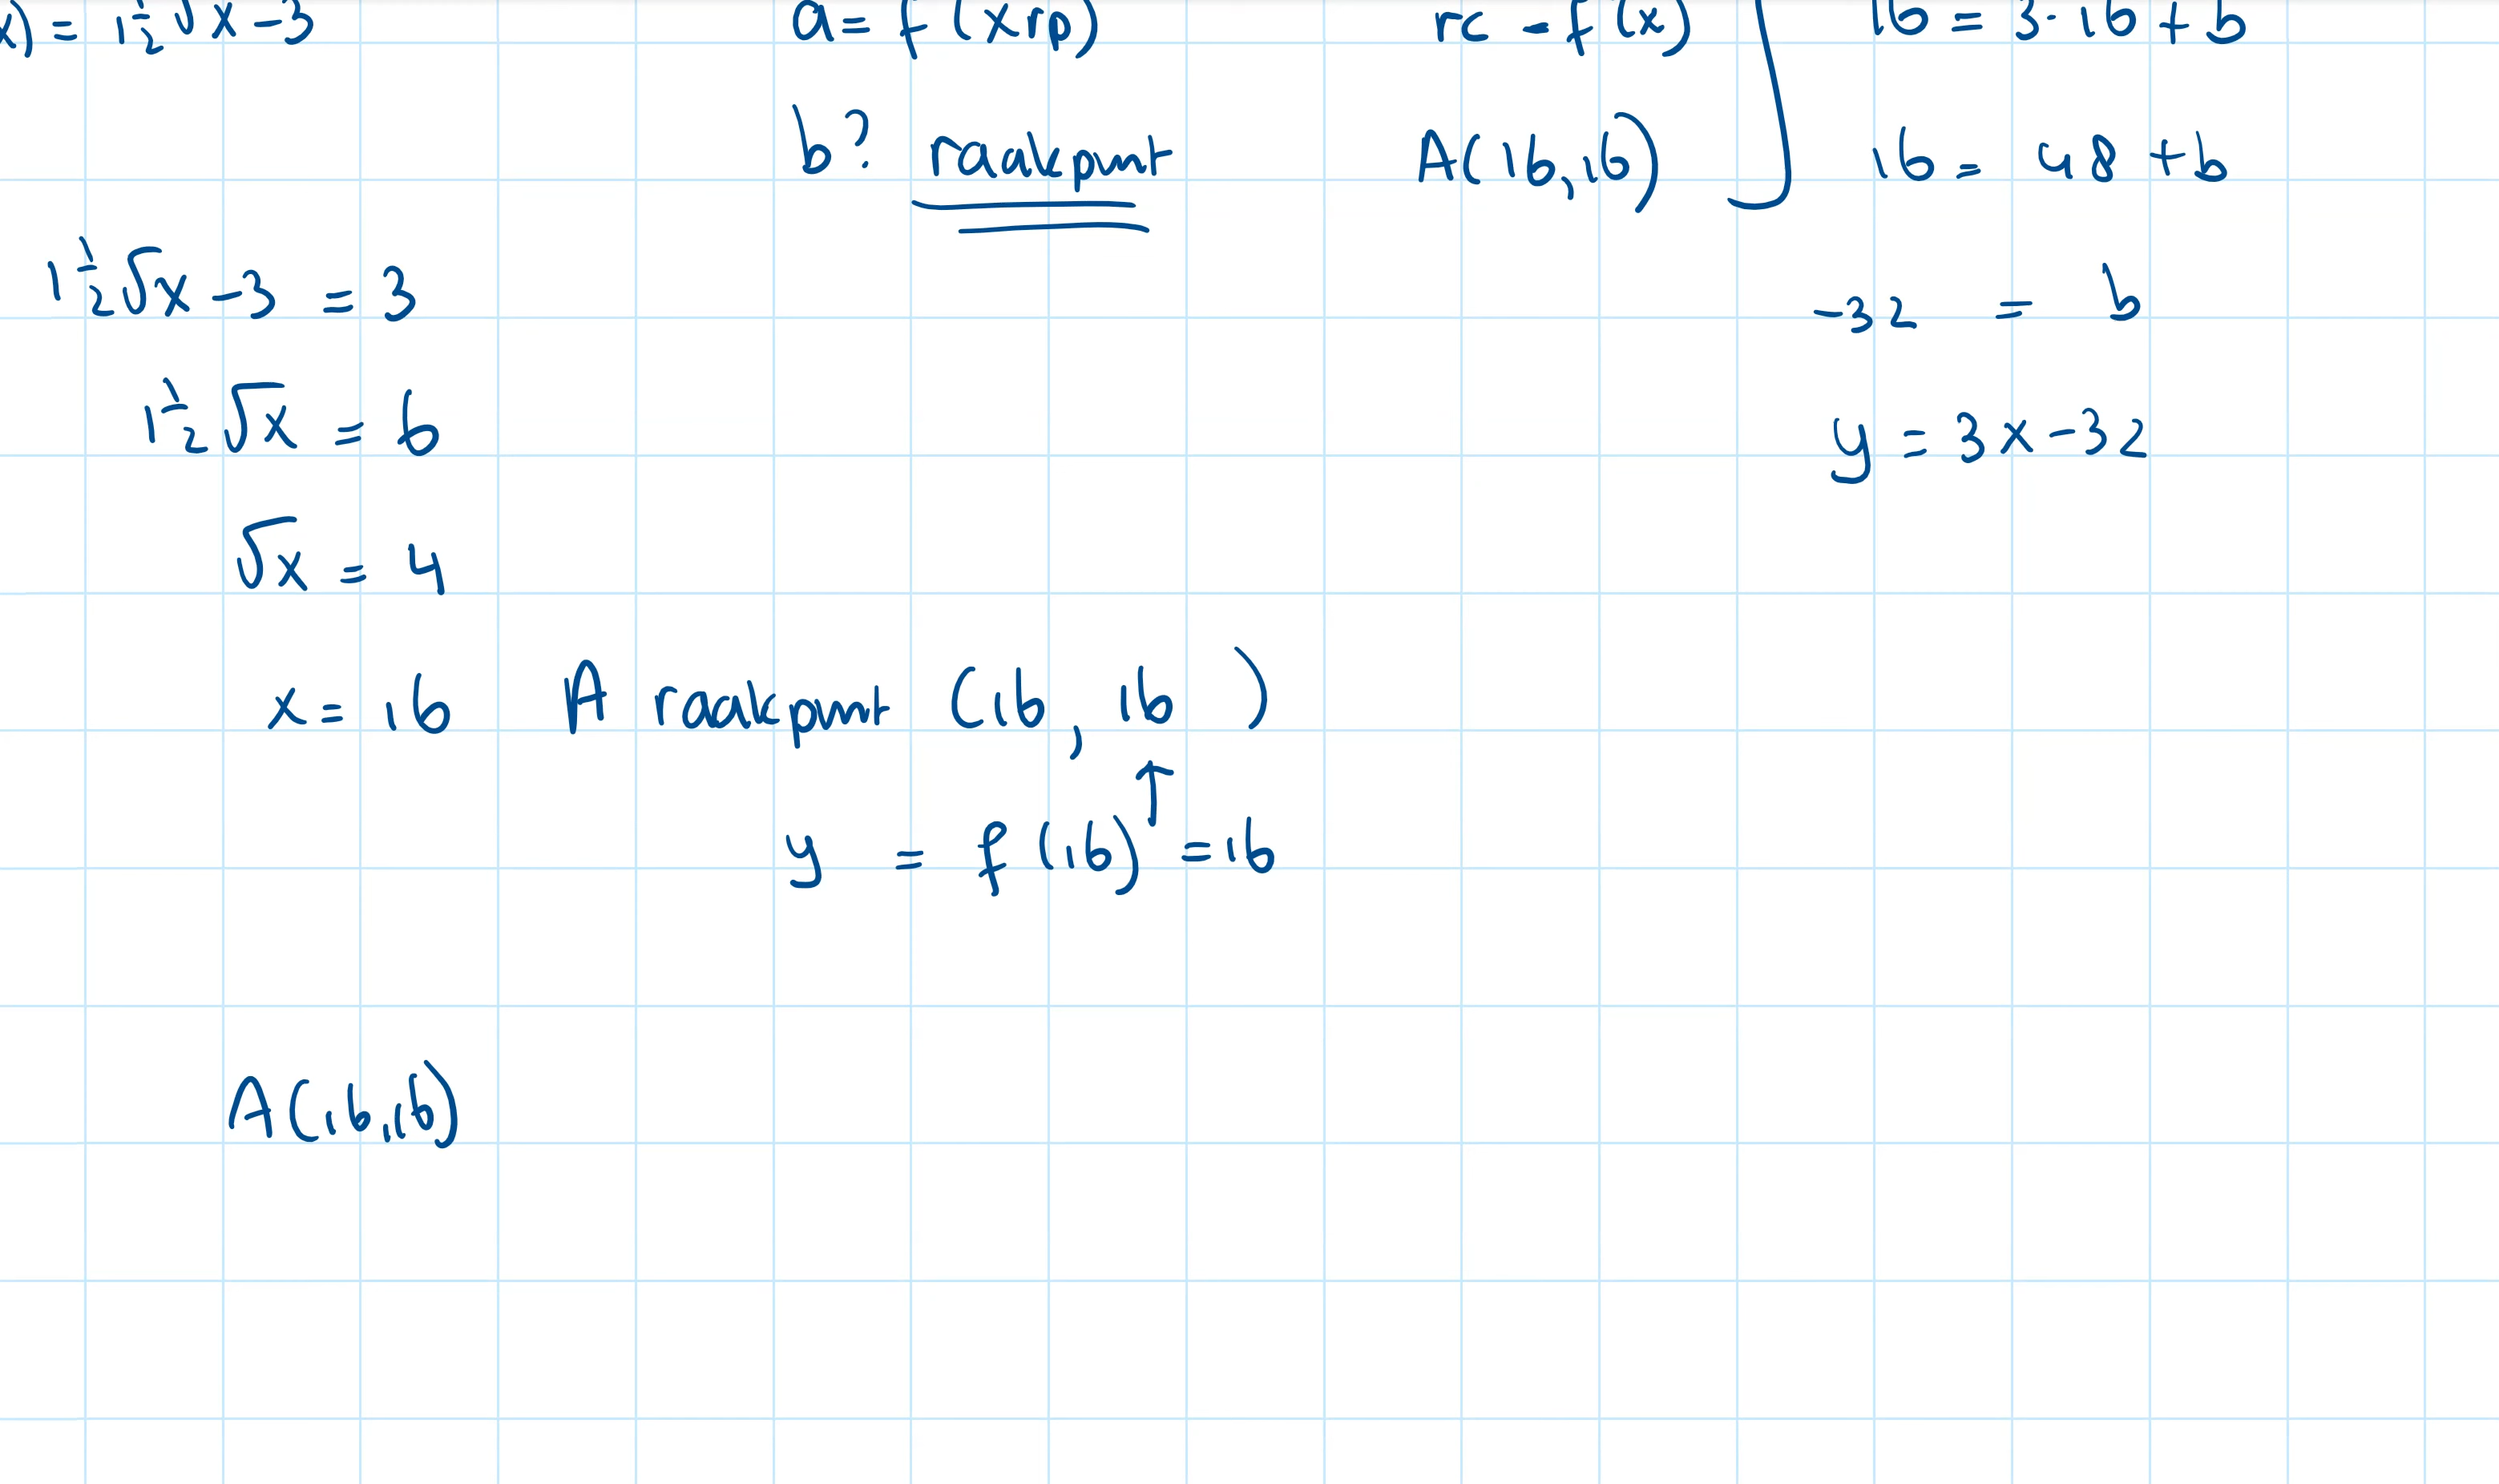 x) = 1½√x - 3
a = f'(x rp)
b? raakpunt
1½√x - 3 = 3
1½√x = 6
√x = 4
x = 16 A raakpunt (16, 16)
y = f(16) = 16
A(16,16)
rc = f'(x)
A(16,16)
16 = 3·16 + b
16 = 48 + b
-32 = b
y = 3x - 32